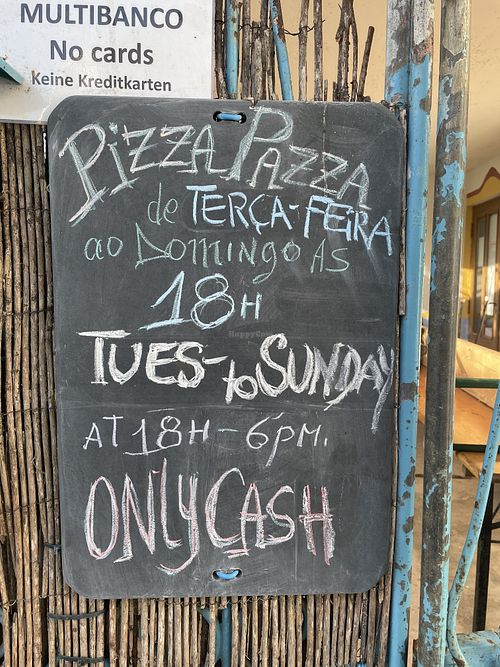 MULTIBANCO
No cards
Keine Kreditkarten
PIZZA PAZZA
de TERÇA-FEIRA
ao DOMINGO AS
18H
TUES- to SUNDAY
AT 18H - 6PM.
ONLY CASH